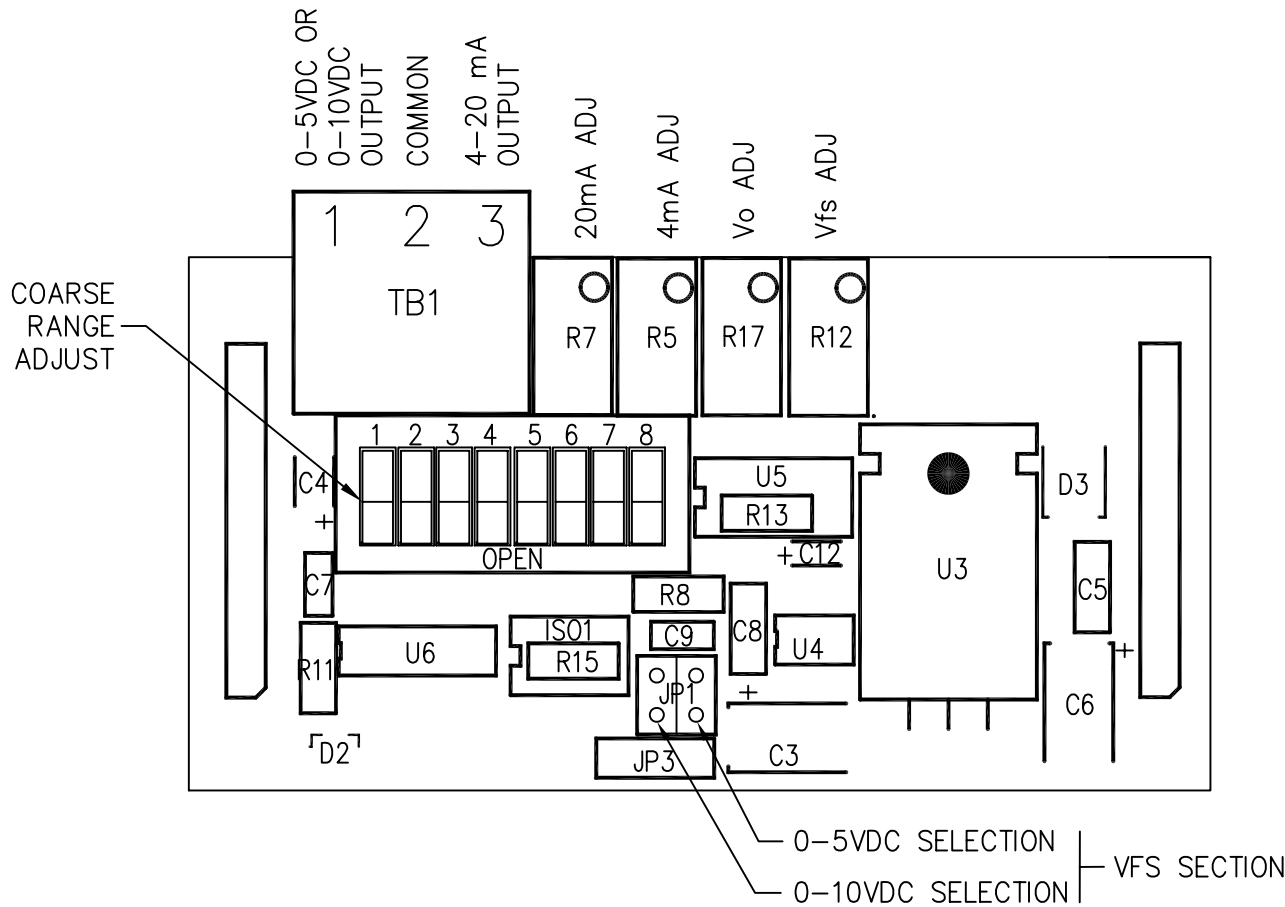 0-5VDC OR
0-10VDC
OUTPUT
COMMON
4-20 mA
OUTPUT
20mA ADJ
4mA ADJ
Vo ADJ
Vfs ADJ
1 2 3
TB1
COARSE
RANGE
ADJUST
R7
R5
R17
R12
1 2 3 4 5 6 7 8
OPEN
C4
+
U5
R13
+
C12
U3
D3
C5
C7
R8
C9
C8
U4
+
C6
R11
U6
ISO1
R15
JP1
+
C3
D2
JP3
0-5VDC SELECTION
0-10VDC SELECTION
VFS SECTION